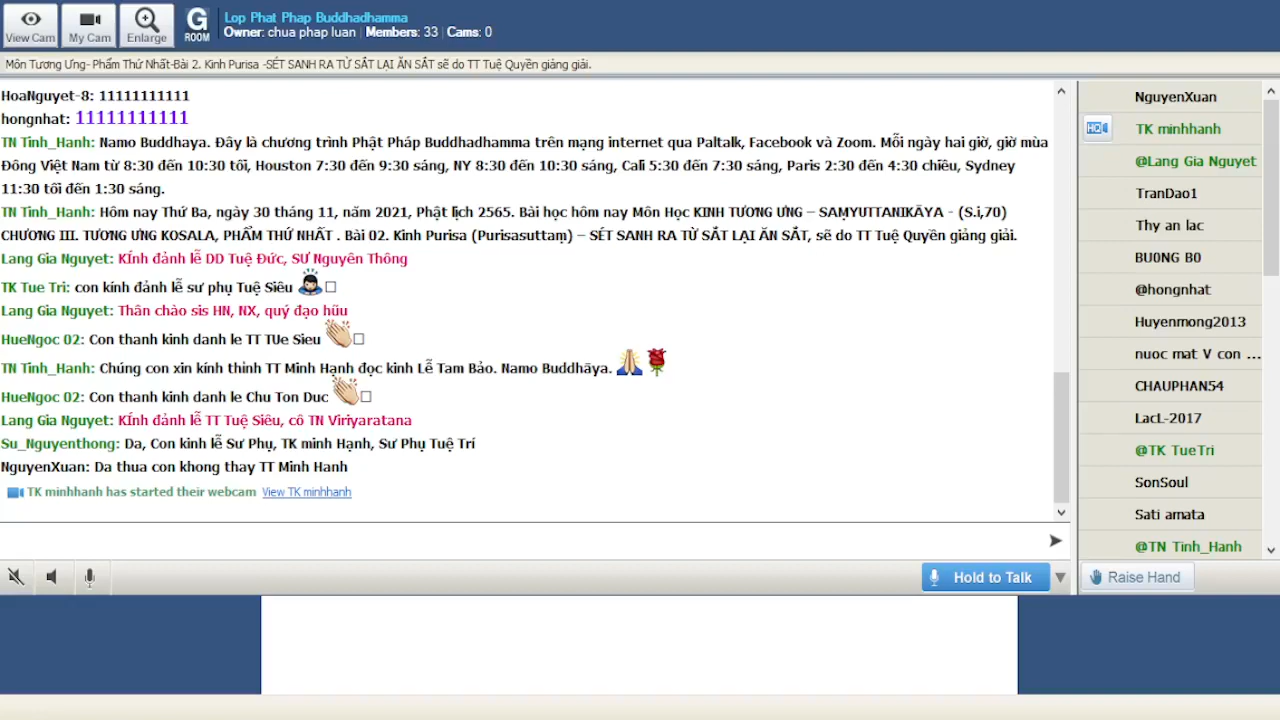 View Cam
My Cam
Enlarge
G
ROOM
Lop Phat Phap Buddhadhamma
Owner: chua phap luan | Members: 33 | Cams: 0
Môn Tương Ưng- Phẩm Thứ Nhất-Bài 2. Kinh Purisa -SÉT SANH RA TỪ SẮT LẠI ĂN SẮT sẽ do TT Tuệ Quyền giảng giải.
HoaNguyet-8: 11111111111
hongnhat: 11111111111
TN Tinh_Hanh: Namo Buddhaya. Đây là chương trình Phật Pháp Buddhadhamma trên mạng internet qua Paltalk, Facebook và Zoom. Mỗi ngày hai giờ, giờ mùa
Đông Việt Nam từ 8:30 đến 10:30 tối, Houston 7:30 đến 9:30 sáng, NY 8:30 đến 10:30 sáng, Cali 5:30 đến 7:30 sáng, Paris 2:30 đến 4:30 chiều, Sydney
11:30 tối đến 1:30 sáng.
TN Tinh_Hanh: Hôm nay Thứ Ba, ngày 30 tháng 11, năm 2021, Phật lịch 2565. Bài học hôm nay Môn Học KINH TƯƠNG ƯNG – SAṂYUTTANIKĀYA - (S.i,70)
CHƯƠNG III. TƯƠNG ƯNG KOSALA, PHẨM THỨ NHẤT . Bài 02. Kinh Purisa (Purisasuttaṃ) – SÉT SANH RA TỪ SẮT LẠI ĂN SẮT, sẽ do TT Tuệ Quyền giảng giải.
Lang Gia Nguyet: KÍnh đảnh lễ DD Tuệ Đức, SƯ Nguyên Thông
TK Tue Tri: con kính đảnh lễ sư phụ Tuệ Siêu
Lang Gia Nguyet: Thân chào sis HN, NX, quý đạo hữu
HueNgoc 02: Con thanh kinh danh le TT TUe Sieu
TN Tinh_Hanh: Chúng con xin kính thỉnh TT Minh Hạnh đọc kinh Lễ Tam Bảo. Namo Buddhāya.
HueNgoc 02: Con thanh kinh danh le Chu Ton Duc
Lang Gia Nguyet: KÍnh đảnh lễ TT Tuệ Siêu, cô TN Viriyaratana
Su_Nguyenthong: Da, Con kinh lễ Sư Phụ, TK minh Hạnh, Sư Phụ Tuệ Trí
NguyenXuan: Da thua con khong thay TT Minh Hanh
TK minhhanh has started their webcam View TK minhhanh
Hold to Talk
NguyenXuan
HQ
TK minhhanh
@Lang Gia Nguyet
TranDao1
Thy an lac
BU0NG B0
@hongnhat
Huyenmong2013
nuoc mat V con ...
CHAUPHAN54
LacL-2017
@TK TueTri
SonSoul
Sati amata
@TN Tinh_Hanh
Raise Hand